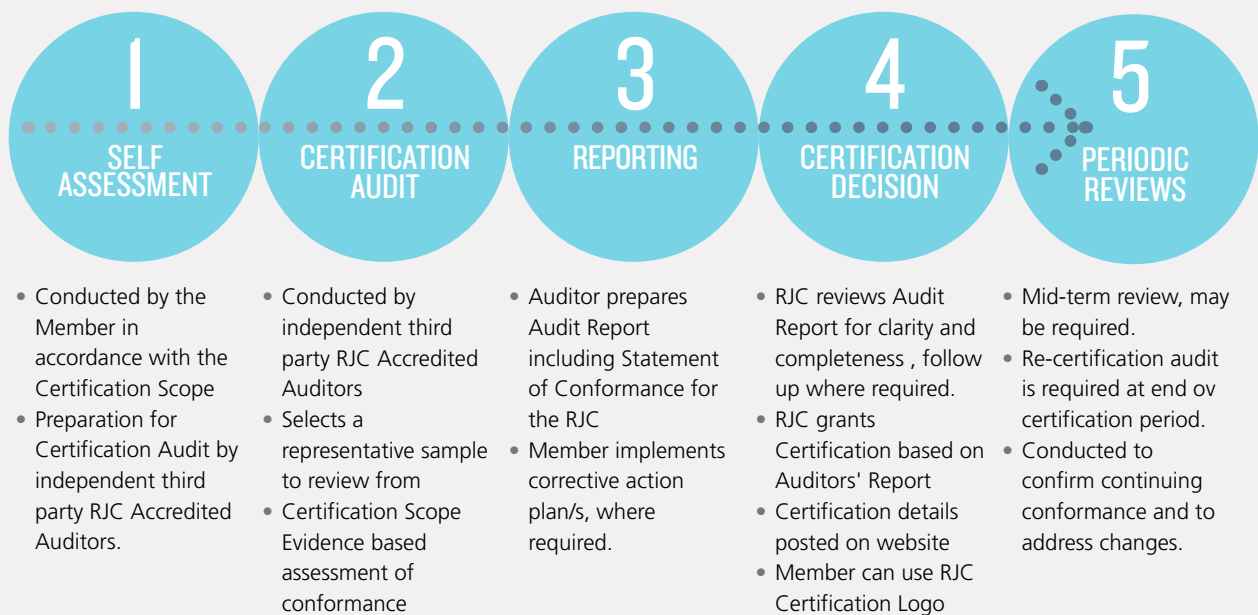 1
SELF
ASSESSMENT
• Conducted by the
Member in
accordance with the
Certification Scope
• Preparation for
Certification Audit by
independent third
party RJC Accredited
Auditors.
2
CERTIFICATION
AUDIT
• Conducted by
independent third
party RJC Accredited
Auditors
• Selects a
representative sample
to review from
• Certification Scope
Evidence based
assessment of
conformance
3
REPORTING
• Auditor prepares
Audit Report
including Statement
of Conformance for
the RJC
• Member implements
corrective action
plan/s, where
required.
4
CERTIFICATION
DECISION
• RJC reviews Audit
Report for clarity and
completeness , follow
up where required.
• RJC grants
Certification based on
Auditors' Report
• Certification details
posted on website
• Member can use RJC
Certification Logo
5
PERIODIC
REVIEWS
• Mid-term review, may
be required.
• Re-certification audit
is required at end ov
certification period.
• Conducted to
confirm continuing
conformance and to
address changes.